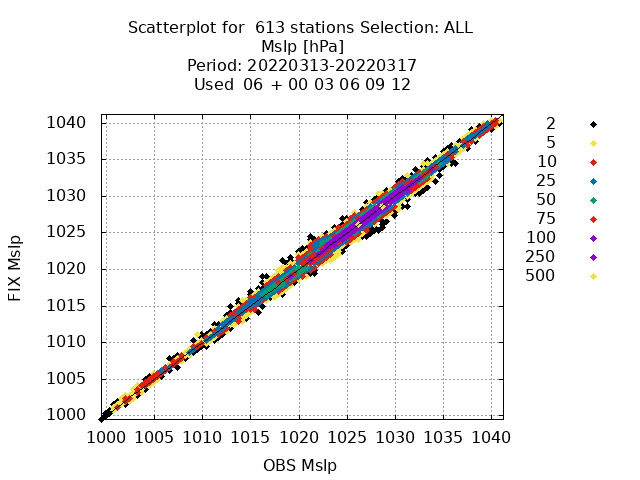 Scatterplot for  613 stations Selection: ALL
Mslp [hPa]
Period: 20220313-20220317
Used  06 + 00 03 06 09 12
1040
1035
1030
1025
1020
1015
1010
1005
1000
FIX Mslp
1000 1005 1010 1015 1020 1025 1030 1035 1040
OBS Mslp
2
5
10
25
50
75
100
250
500